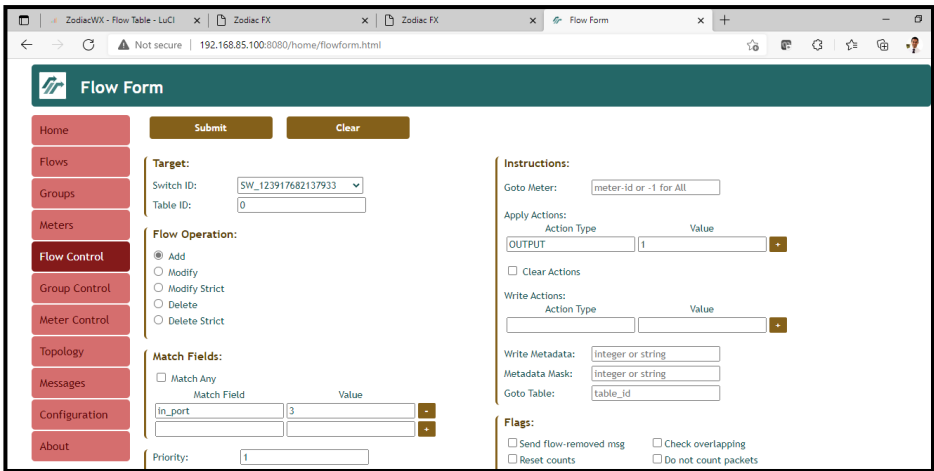 ZodiacWX - Flow Table - LuCI
Zodiac FX
Zodiac FX
Flow Form
Not secure | 192.168.85.100:8080/home/flowform.html
Flow Form
Home
Flows
Groups
Meters
Flow Control
Group Control
Meter Control
Topology
Messages
Configuration
About
Submit
Clear
Target:
Switch ID: SW_123917682137933
Table ID: 0
Flow Operation:
Add
Modify
Modify Strict
Delete
Delete Strict
Match Fields:
Match Any
Match Field Value
in_port 3 -
+
Priority: 1
Instructions:
Goto Meter: meter-id or -1 for All
Apply Actions:
Action Type Value
OUTPUT 1 +
Clear Actions
Write Actions:
Action Type Value
+
Write Metadata: integer or string
Metadata Mask: integer or string
Goto Table: table_id
Flags:
Send flow-removed msg Check overlapping
Reset counts Do not count packets